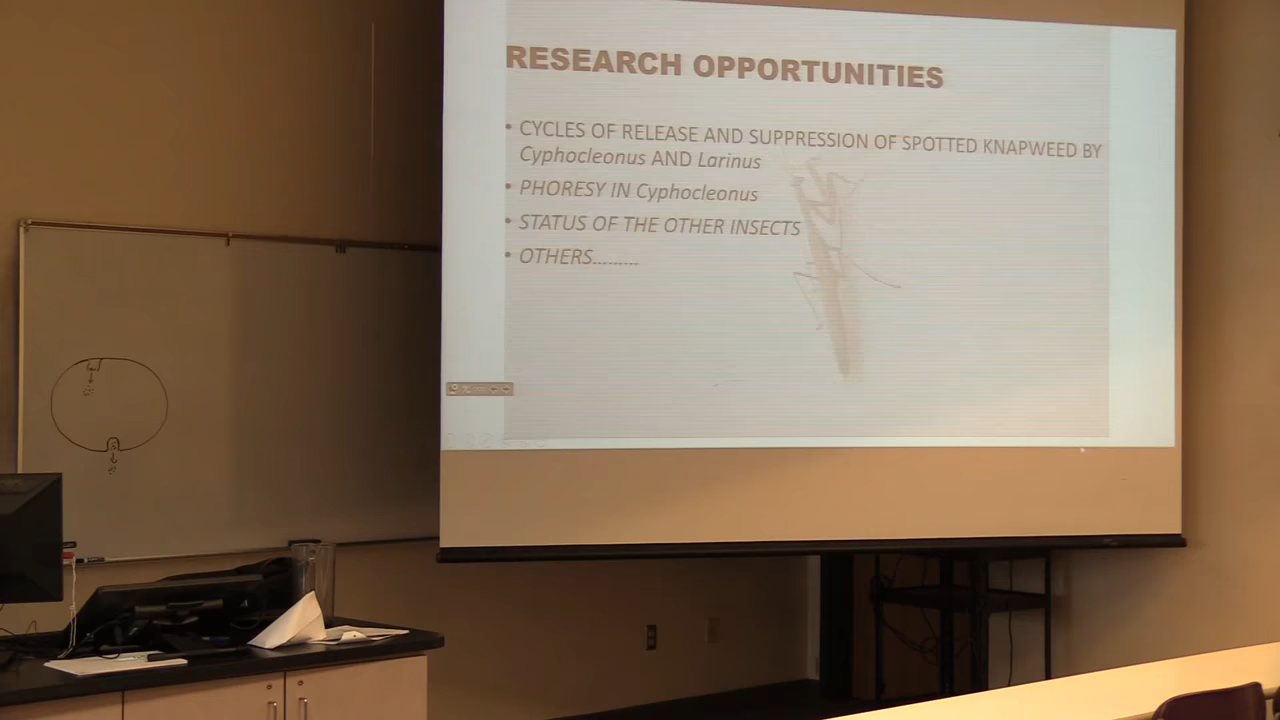 RESEARCH OPPORTUNITIES
• CYCLES OF RELEASE AND SUPPRESSION OF SPOTTED KNAPWEED BY
Cyphocleonus AND Larinus
• PHORESY IN Cyphocleonus
• STATUS OF THE OTHER INSECTS
• OTHERS.........